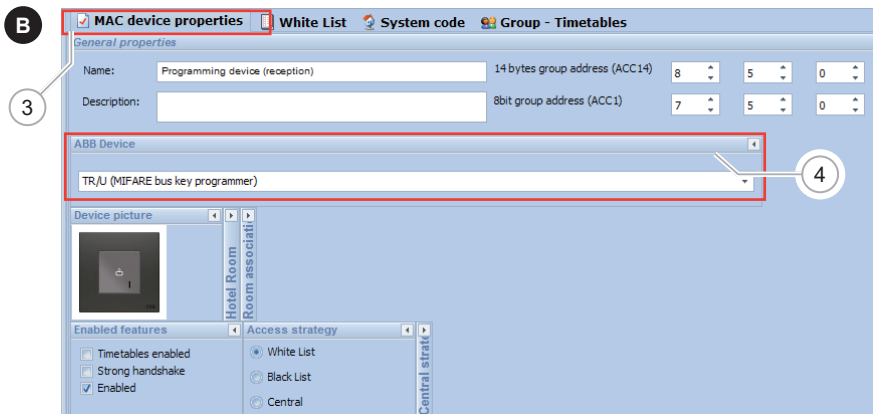 B
MAC device properties White List System code Group - Timetables
General properties
3
Name: Programming device (reception) 14 bytes group address (ACC14) 8 5 0
Description: 8bit group address (ACC1) 7 5 0
ABB Device
4
TR/U (MIFARE bus key programmer)
Device picture
Hotel Room
Room associati
Enabled features
Access strategy
Central strate
Timetables enabled
Strong handshake
Enabled
White List
Black List
Central